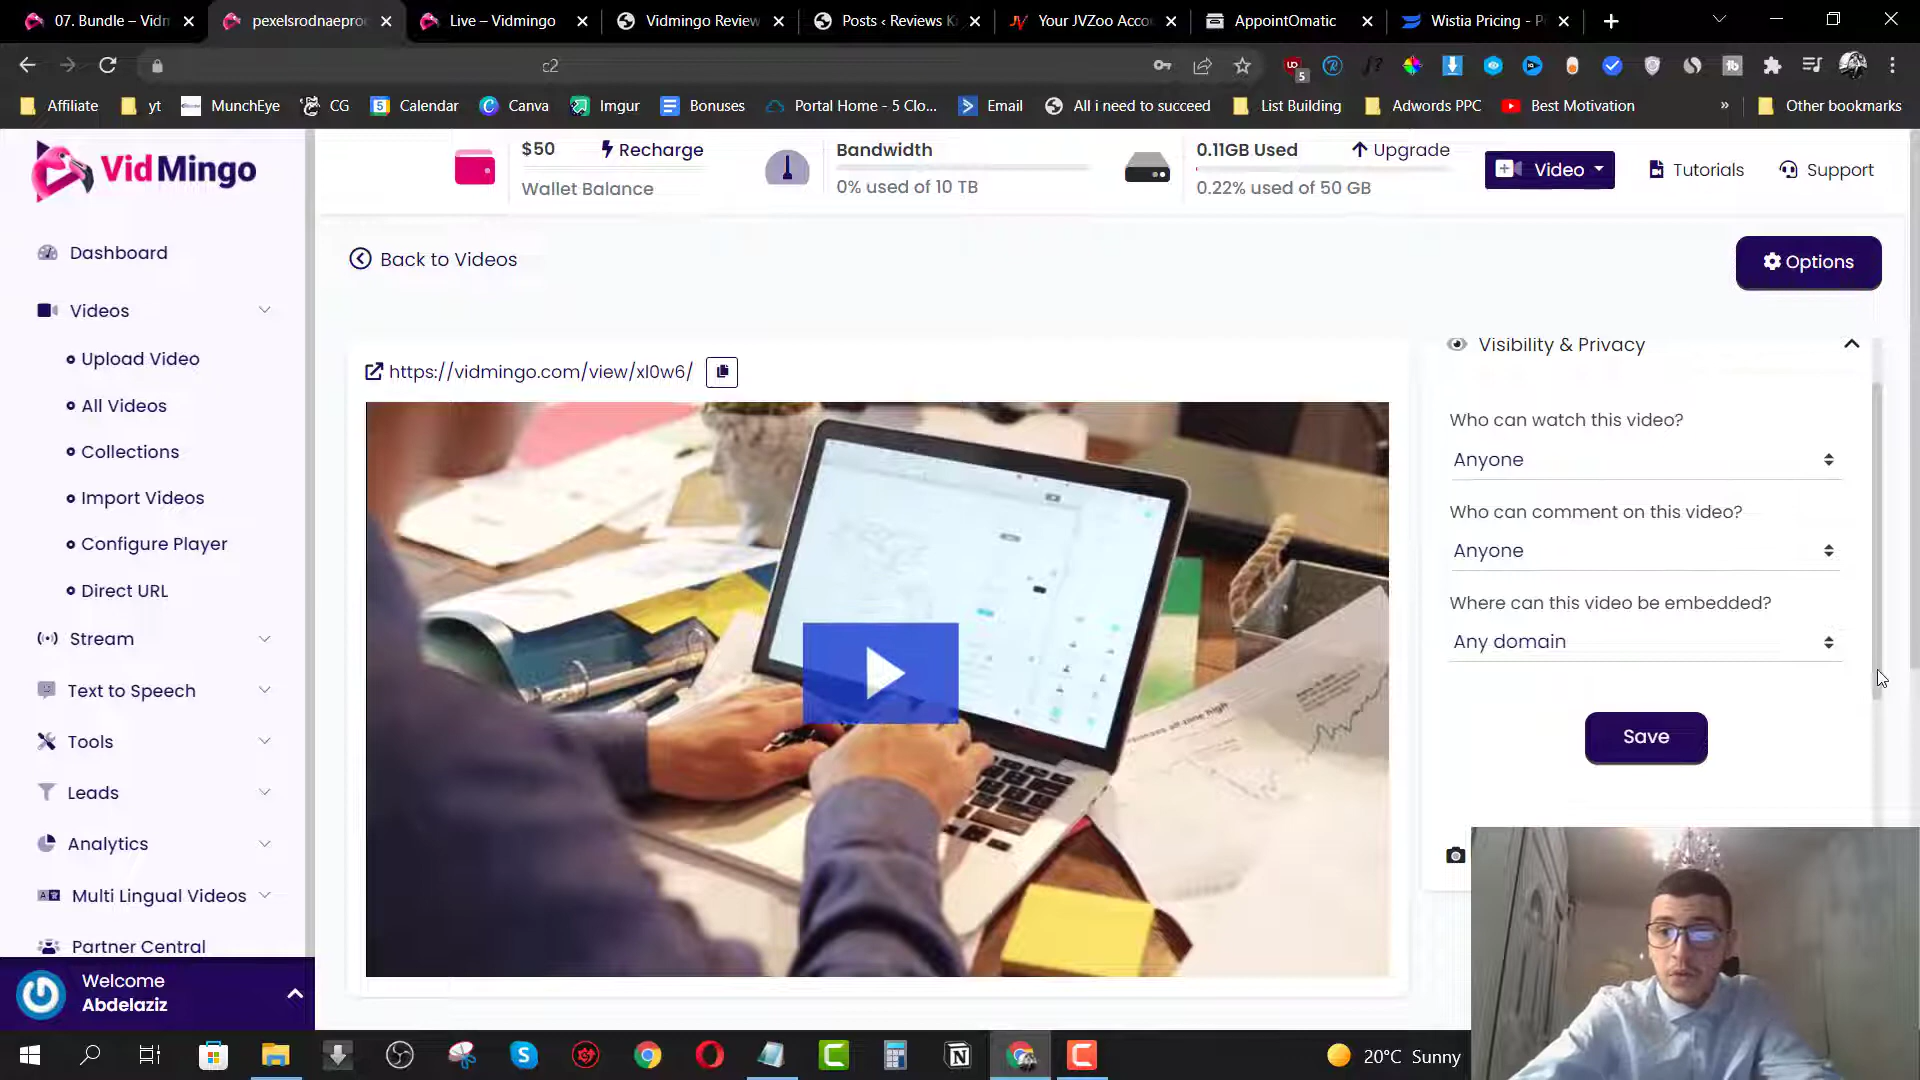 07. Bundle – Vidm
pexelsrodnaeproc
Live – Vidmingo
Vidmingo Review
Posts ‹ Reviews K
Your JVZoo Acco
AppointOmatic
Wistia Pricing - P
c2
5
Affiliate
yt
MunchEye
CG
Calendar
Canva
Imgur
Bonuses
Portal Home - 5 Clo...
Email
All i need to succeed
List Building
Adwords PPC
Best Motivation
»
Other bookmarks
VidMingo
$50
Recharge
Wallet Balance
Bandwidth
0% used of 10 TB
0.11GB Used
Upgrade
0.22% used of 50 GB
Video
Tutorials
Support
Dashboard
Videos
Upload Video
All Videos
Collections
Import Videos
Configure Player
Direct URL
Stream
Text to Speech
Tools
Leads
Analytics
Multi Lingual Videos
Partner Central
Welcome
Abdelaziz
Back to Videos
Options
https://vidmingo.com/view/xl0w6/
Visibility & Privacy
Who can watch this video?
Anyone
Who can comment on this video?
Anyone
Where can this video be embedded?
Any domain
Save
20°C Sunny